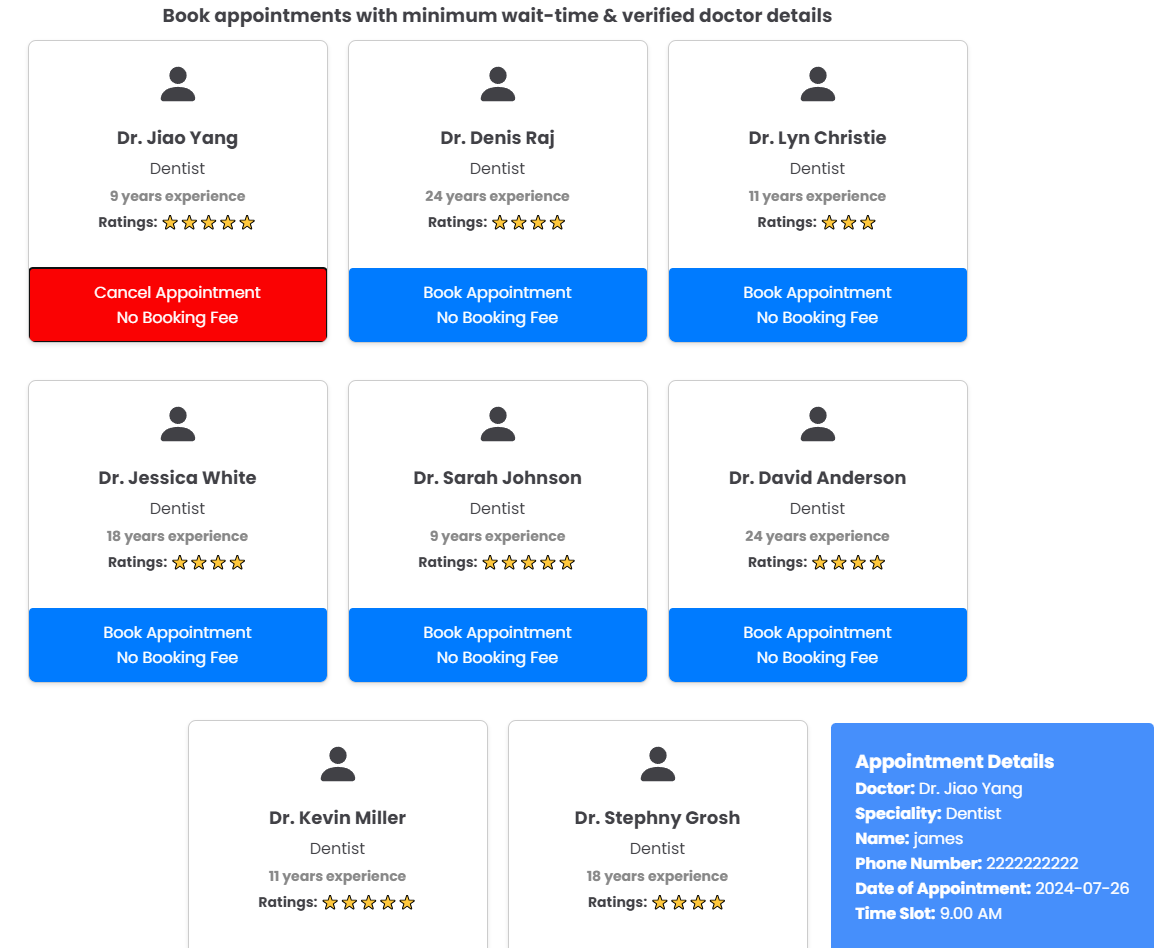 Book appointments with minimum wait-time & verified doctor details
Dr. Jiao Yang
Dentist
9 years experience
Ratings:
Cancel Appointment
No Booking Fee
Dr. Denis Raj
Dentist
24 years experience
Ratings:
Book Appointment
No Booking Fee
Dr. Lyn Christie
Dentist
11 years experience
Ratings:
Book Appointment
No Booking Fee
Dr. Jessica White
Dentist
18 years experience
Ratings:
Book Appointment
No Booking Fee
Dr. Sarah Johnson
Dentist
9 years experience
Ratings:
Book Appointment
No Booking Fee
Dr. David Anderson
Dentist
24 years experience
Ratings:
Book Appointment
No Booking Fee
Dr. Kevin Miller
Dentist
11 years experience
Ratings:
Dr. Stephny Grosh
Dentist
18 years experience
Ratings:
Appointment Details
Doctor: Dr. Jiao Yang
Speciality: Dentist
Name: james
Phone Number: 2222222222
Date of Appointment: 2024-07-26
Time Slot: 9.00 AM